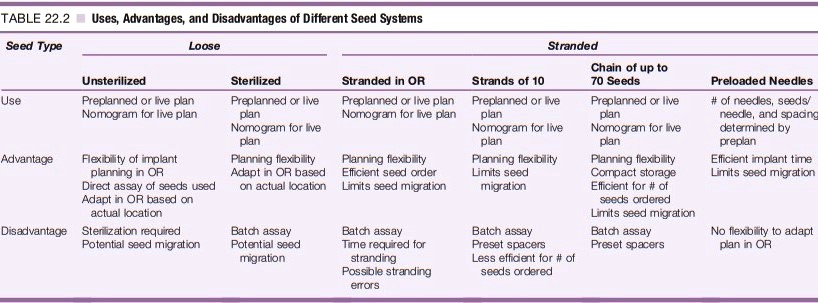 TABLE 22.2 Uses, Advantages, and Disadvantages of Different Seed Systems
Seed Type Loose Stranded
Unsterilized Sterilized Stranded in OR Strands of 10 Chain of up to 70 Seeds Preloaded Needles
Use
Preplanned or live plan
Nomogram for live plan
Preplanned or live
plan
Nomogram for live
plan
Preplanned or live plan
Nomogram for live plan
Preplanned or live
plan
Nomogram for live
plan
Preplanned or live
plan
Nomogram for live
plan
# of needles, seeds/
needle, and spacing
determined by
preplan
Advantage
Flexibility of implant
planning in OR
Direct assay of seeds used
Adapt in OR based on
actual location
Planning flexibility
Adapt in OR based
on actual location
Planning flexibility
Efficient seed order
Limits seed migration
Planning flexibility
Limits seed
migration
Planning flexibility
Compact storage
Efficient for # of
seeds ordered
Limits seed migration
Efficient implant time
Limits seed migration
Disadvantage
Sterilization required
Potential seed migration
Batch assay
Potential seed
migration
Batch assay
Time required for
stranding
Possible stranding
errors
Batch assay
Preset spacers
Less efficient for # of
seeds ordered
Batch assay
Preset spacers
No flexibility to adapt
plan in OR